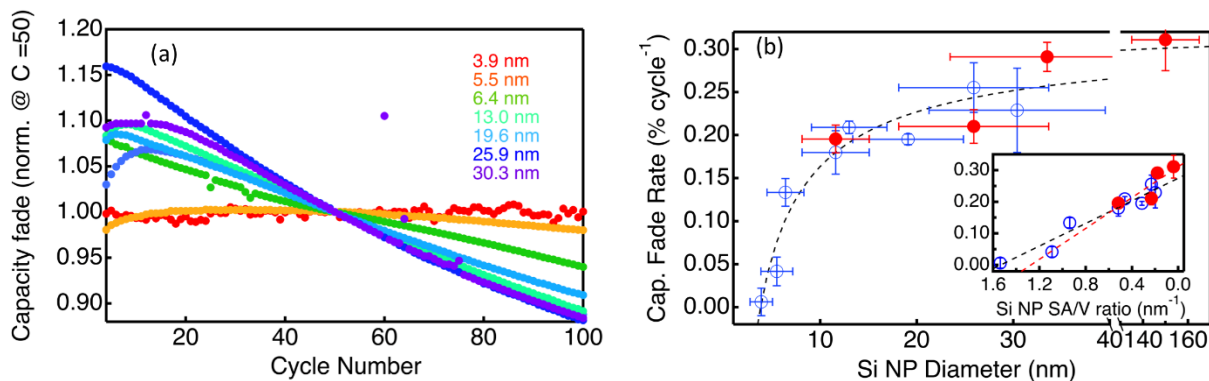 Capacity fade (norm. @ C =50)
1.20
1.15
1.10
1.05
1.00
0.95
0.90
(a)
3.9 nm
5.5 nm
6.4 nm
13.0 nm
19.6 nm
25.9 nm
30.3 nm
20
40
60
80
100
Cycle Number
Cap. Fade Rate (% cycle⁻¹)
0.30
0.25
0.20
0.15
0.10
0.05
0.00
(b)
0.30
0.20
0.10
0.00
1.6
1.2
0.8
0.4
0.0
Si NP SA/V ratio (nm⁻¹)
10
20
30
40
140
160
Si NP Diameter (nm)